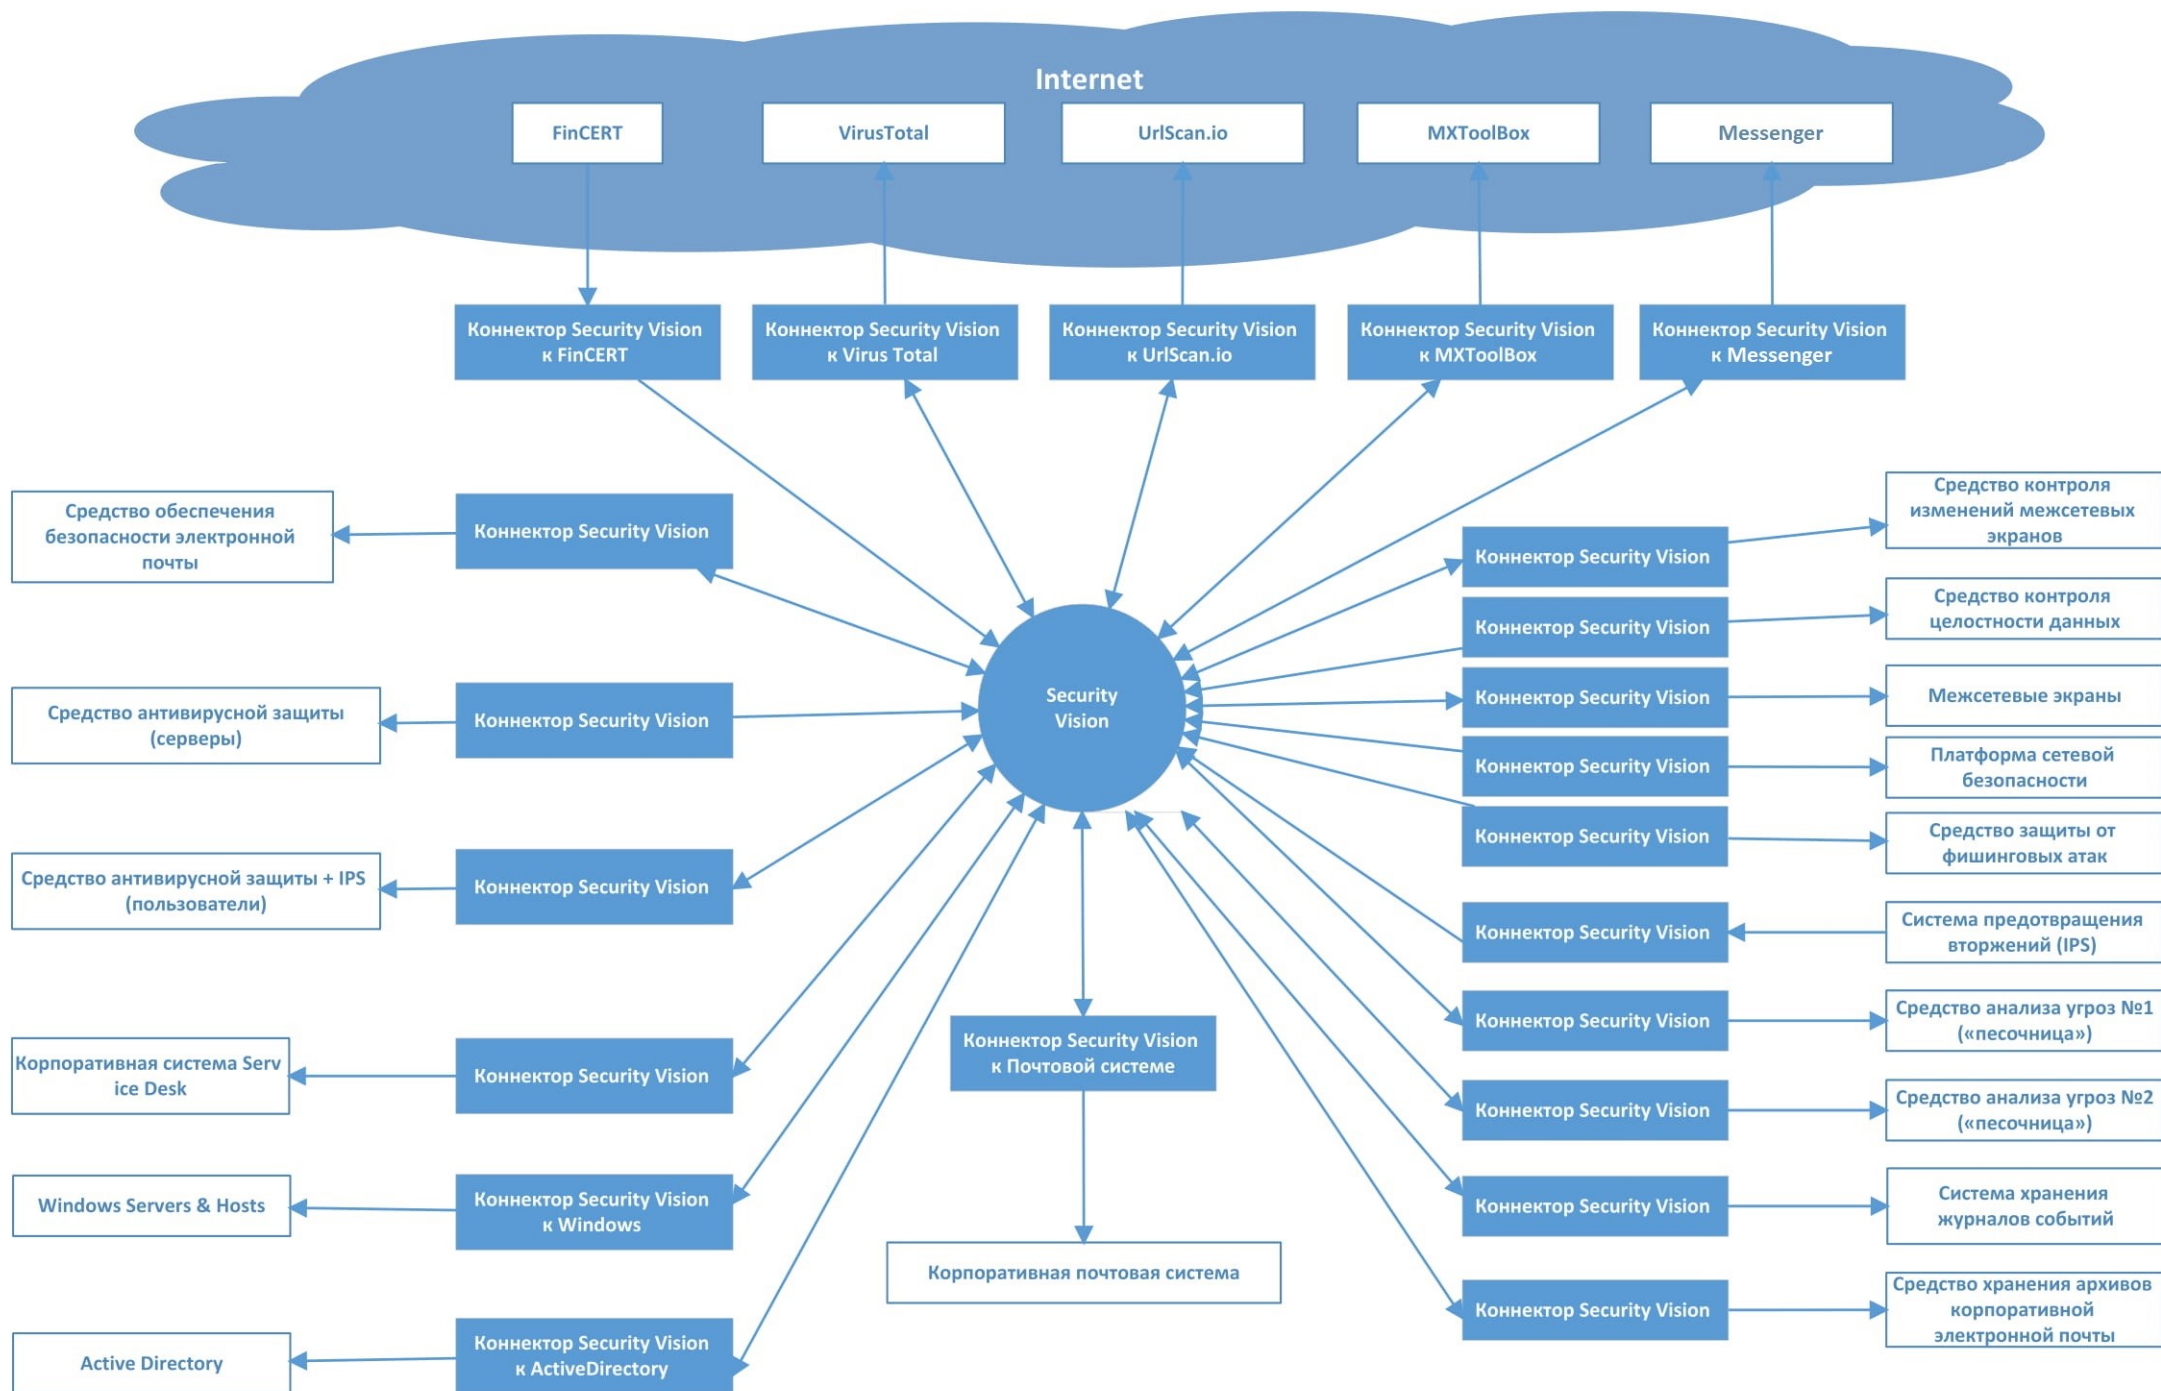 Internet
FinCERT
VirusTotal
UrlScan.io
MXToolBox
Messenger
Коннектор Security Vision
к FinCERT
Коннектор Security Vision
к Virus Total
Коннектор Security Vision
к UrlScan.io
Коннектор Security Vision
к MXToolBox
Коннектор Security Vision
к Messenger
Средство обеспечения
безопасности электронной
почты
Коннектор Security Vision
Средство антивирусной защиты
(серверы)
Коннектор Security Vision
Средство антивирусной защиты + IPS
(пользователи)
Коннектор Security Vision
Корпоративная система Serv
ice Desk
Коннектор Security Vision
Windows Servers & Hosts
Коннектор Security Vision
к Windows
Active Directory
Коннектор Security Vision
к ActiveDirectory
Security
Vision
Коннектор Security Vision
к Почтовой системе
Корпоративная почтовая система
Коннектор Security Vision
Средство контроля
изменений межсетевых
экранов
Коннектор Security Vision
Средство контроля
целостности данных
Коннектор Security Vision
Межсетевые экраны
Коннектор Security Vision
Платформа сетевой
безопасности
Коннектор Security Vision
Средство защиты от
фишинговых атак
Коннектор Security Vision
Система предотвращения
вторжений (IPS)
Коннектор Security Vision
Средство анализа угроз №1
(«песочница»)
Коннектор Security Vision
Средство анализа угроз №2
(«песочница»)
Коннектор Security Vision
Система хранения
журналов событий
Коннектор Security Vision
Средство хранения архивов
корпоративной
электронной почты